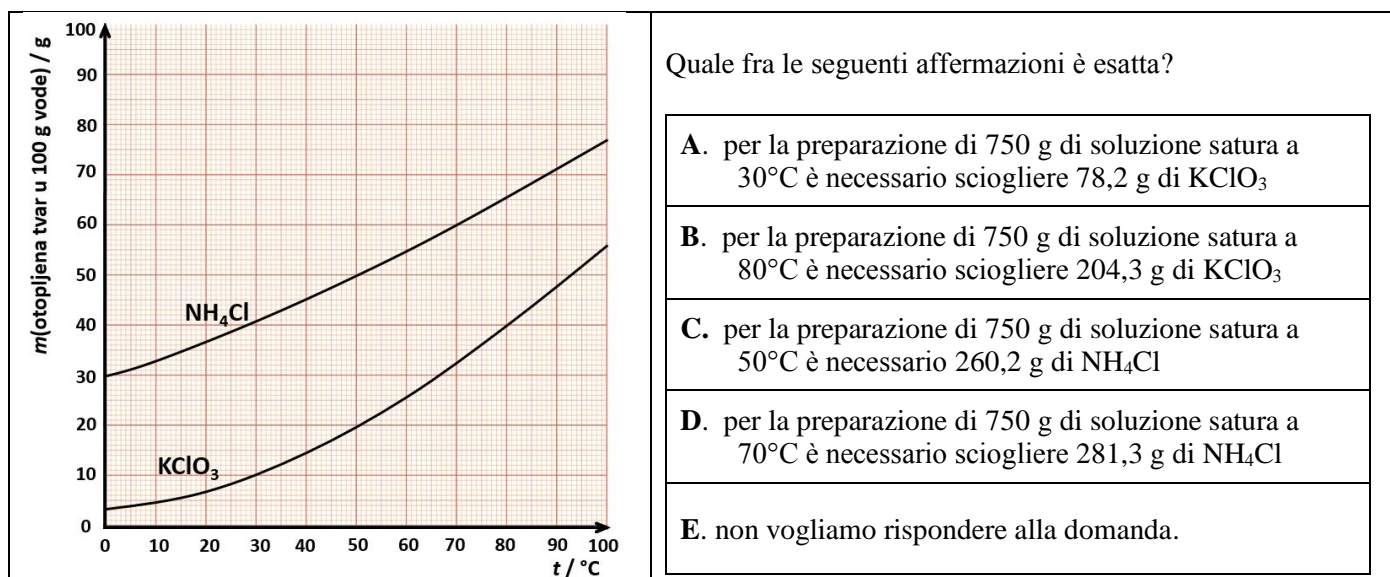 m(otopljena tvar u 100 g vode) / g
100
90
80
70
60
50
40
30
20
10
0
NH₄Cl
KClO₃
0 10 20 30 40 50 60 70 80 90 100
t / °C
Quale fra le seguenti affermazioni è esatta?
A. per la preparazione di 750 g di soluzione satura a
30°C è necessario sciogliere 78,2 g di KClO₃
B. per la preparazione di 750 g di soluzione satura a
80°C è necessario sciogliere 204,3 g di KClO₃
C. per la preparazione di 750 g di soluzione satura a
50°C è necessario 260,2 g di NH₄Cl
D. per la preparazione di 750 g di soluzione satura a
70°C è necessario sciogliere 281,3 g di NH₄Cl
E. non vogliamo rispondere alla domanda.